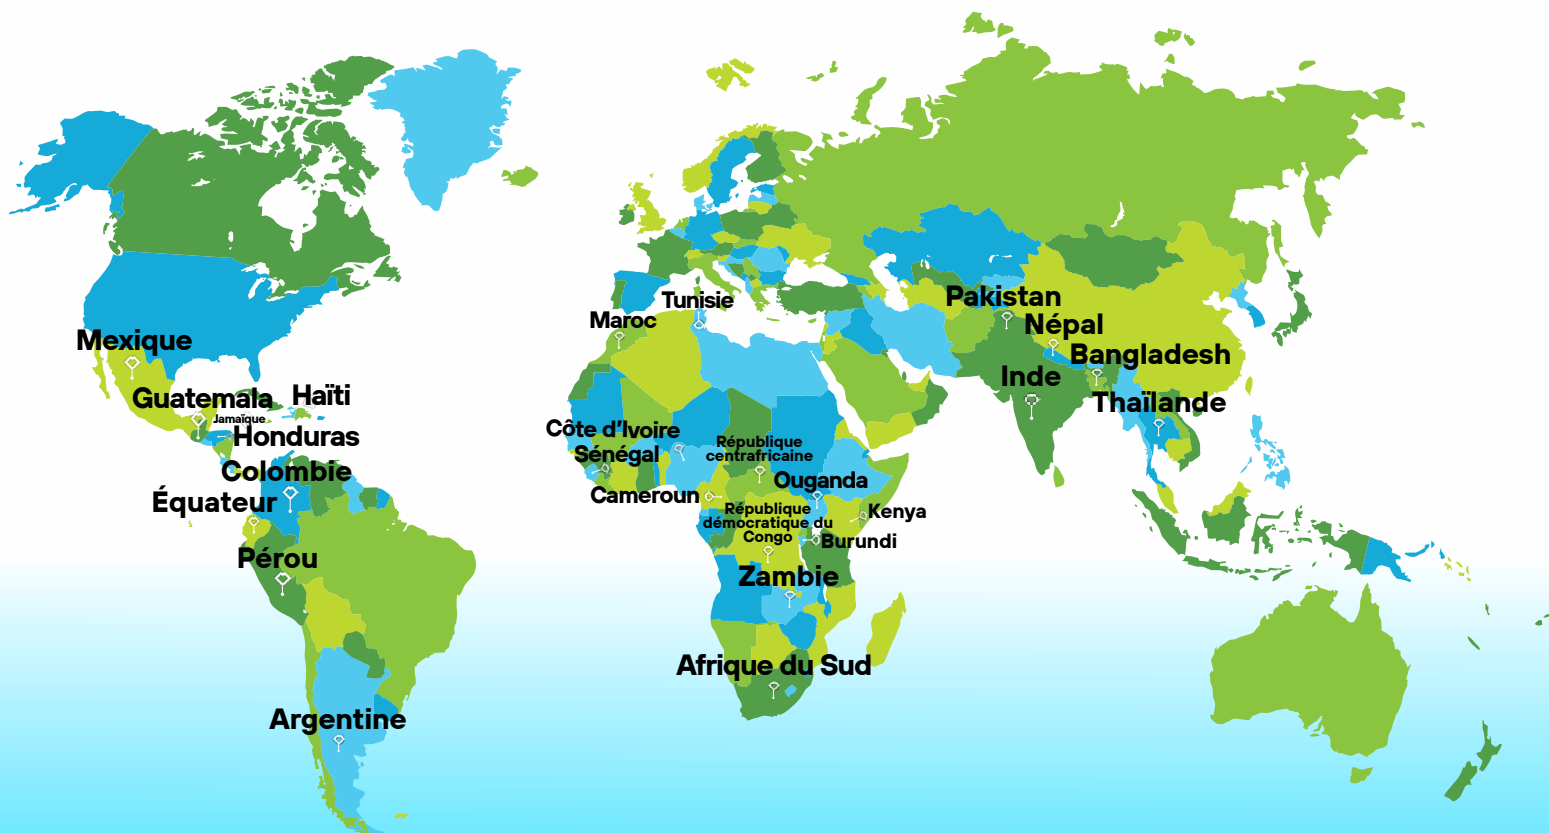 Mexique
Guatemala
Haïti
Jamaïque
Honduras
Colombie
Équateur
Pérou
Argentine
Tunisie
Maroc
Côte d'Ivoire
Sénégal
Cameroun
République
centrafricaine
Ouganda
République
démocratique du
Congo
Kenya
Burundi
Zambie
Afrique du Sud
Pakistan
Népal
Bangladesh
Inde
Thaïlande